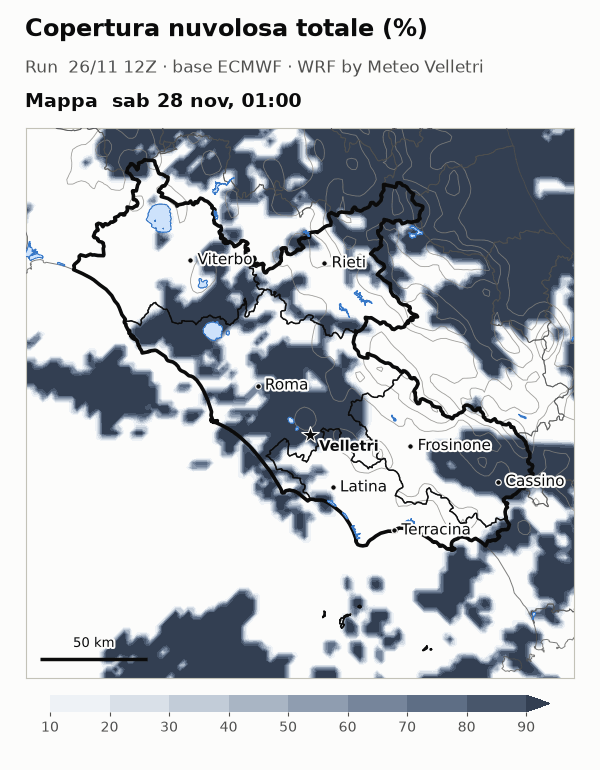 Copertura nuvolosa totale (%)
Run  26/11 12Z · base ECMWF · WRF by Meteo Velletri
Mappa  sab 28 nov, 01:00
Viterbo
Rieti
Roma
Velletri
Frosinone
Cassino
Latina
Terracina
50 km
10 20 30 40 50 60 70 80 90